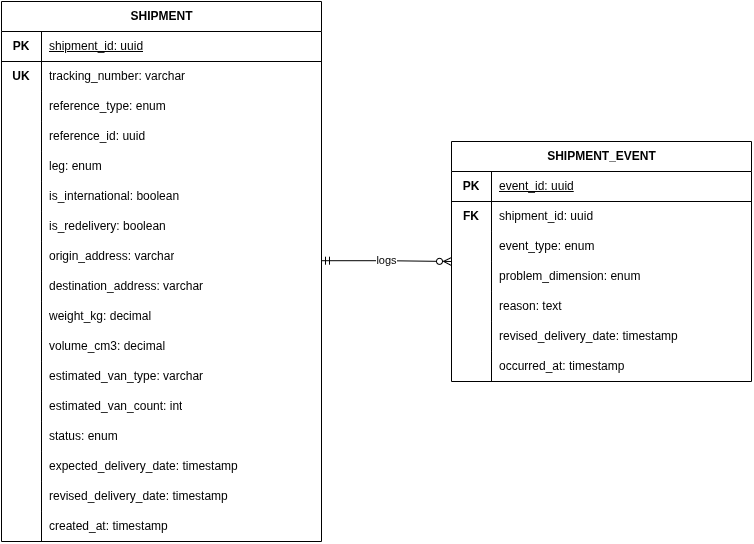 SHIPMENT
PK shipment_id: uuid
UK tracking_number: varchar
reference_type: enum
reference_id: uuid
leg: enum
is_international: boolean
is_redelivery: boolean
origin_address: varchar
destination_address: varchar
weight_kg: decimal
volume_cm3: decimal
estimated_van_type: varchar
estimated_van_count: int
status: enum
expected_delivery_date: timestamp
revised_delivery_date: timestamp
created_at: timestamp
logs
SHIPMENT_EVENT
PK event_id: uuid
FK shipment_id: uuid
event_type: enum
problem_dimension: enum
reason: text
revised_delivery_date: timestamp
occurred_at: timestamp